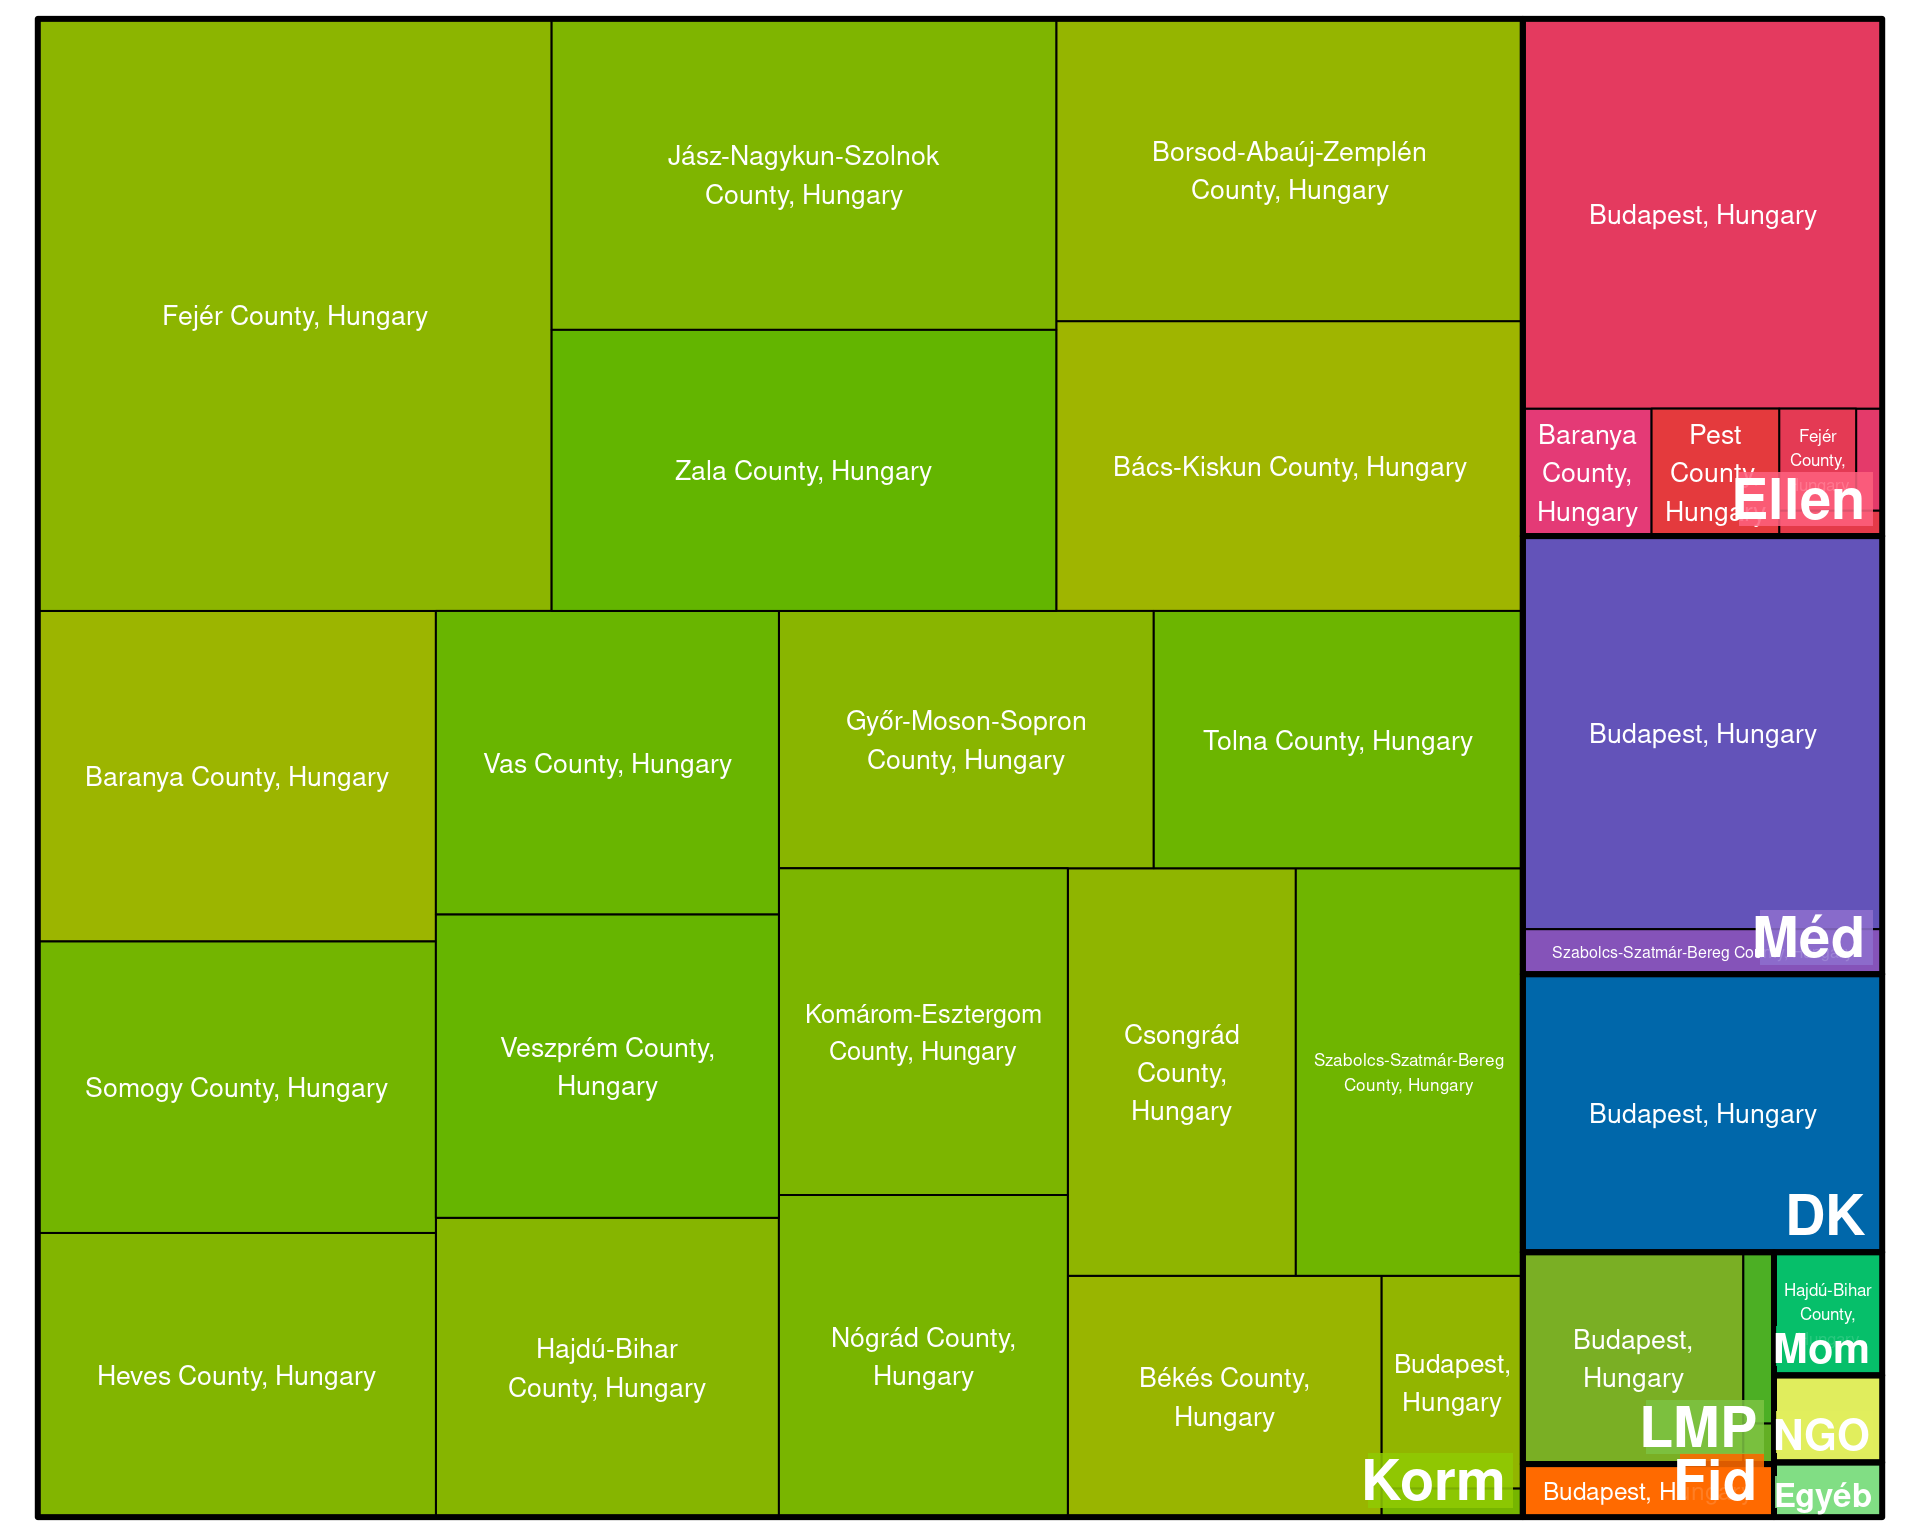 Fejér County, Hungary
Jász-Nagykun-Szolnok
County, Hungary
Zala County, Hungary
Borsod-Abaúj-Zemplén
County, Hungary
Bács-Kiskun County, Hungary
Baranya County, Hungary
Somogy County, Hungary
Heves County, Hungary
Vas County, Hungary
Veszprém County,
Hungary
Hajdú-Bihar
County, Hungary
Győr-Moson-Sopron
County, Hungary
Tolna County, Hungary
Komárom-Esztergom
County, Hungary
Nógrád County,
Hungary
Csongrád
County,
Hungary
Szabolcs-Szatmár-Bereg
County, Hungary
Békés County,
Hungary
Budapest,
Hungary
Korm
Budapest, Hungary
Baranya
County,
Hungary
Pest
County,
Hungary
Fejér
County,
Hungary
Ellen
Budapest, Hungary
Szabolcs-Szatmár-Bereg County, Hungary
Méd
Budapest, Hungary
DK
Budapest,
Hungary
LMP
Budapest, Hungary
Fid
Hajdú-Bihar
County,
Hungary
Mom
NGO
Egyéb